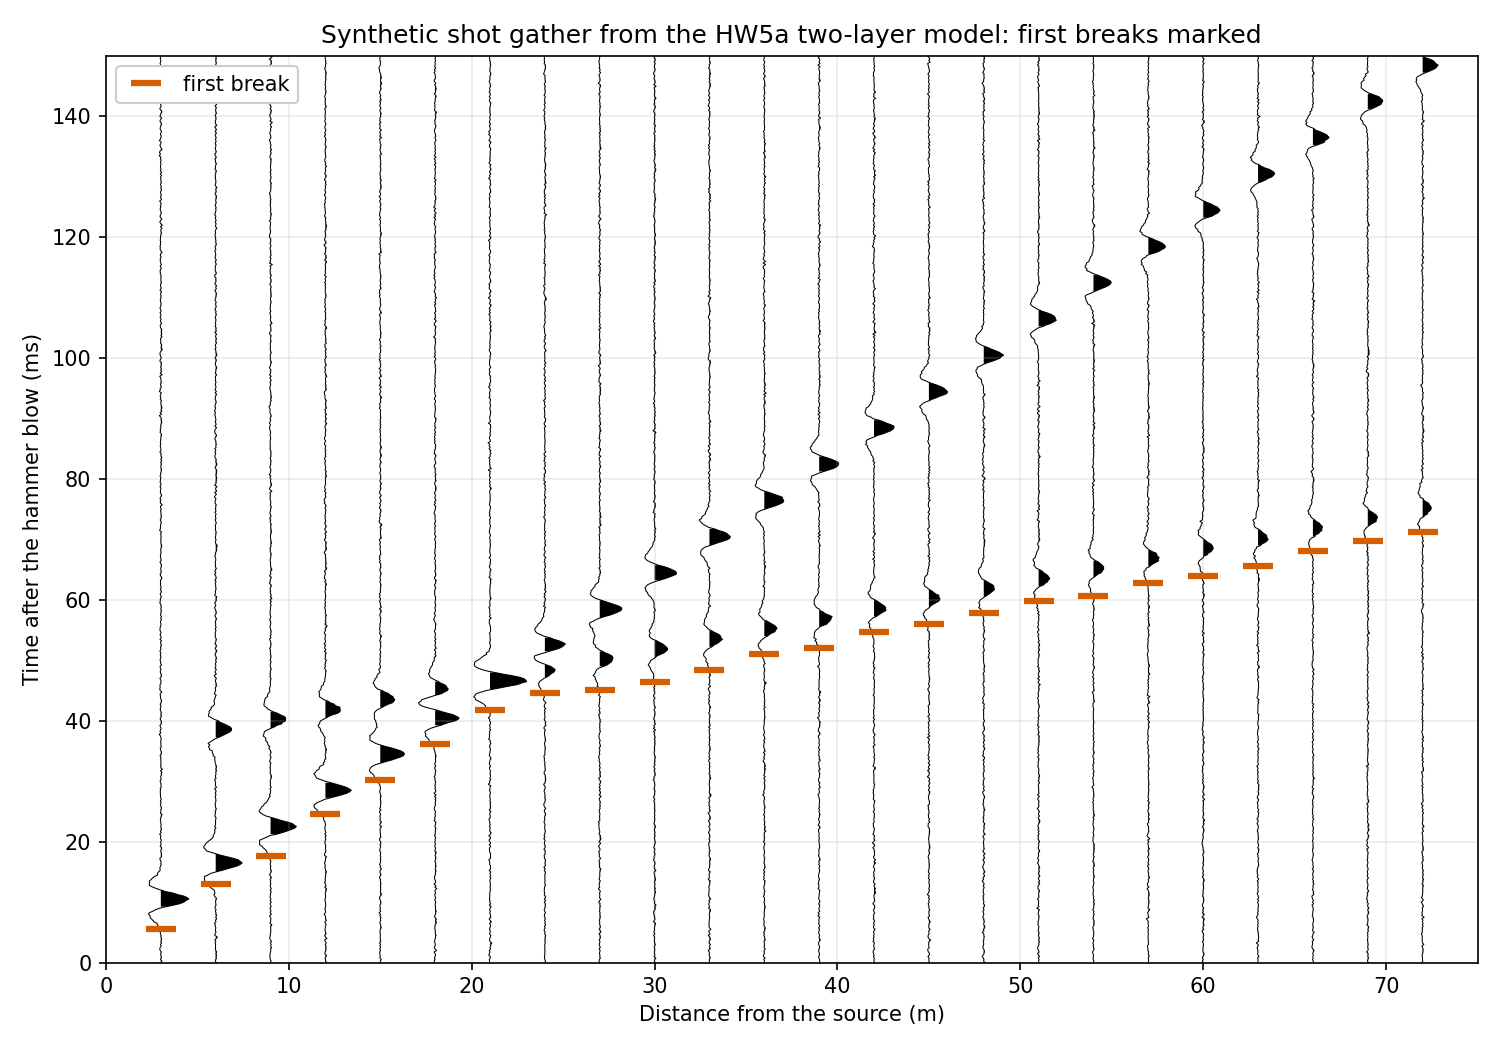 Synthetic shot gather from the HW5a two-layer model: first breaks marked
first break
Time after the hammer blow (ms)
140
120
100
80
60
40
20
0
0 10 20 30 40 50 60 70
Distance from the source (m)